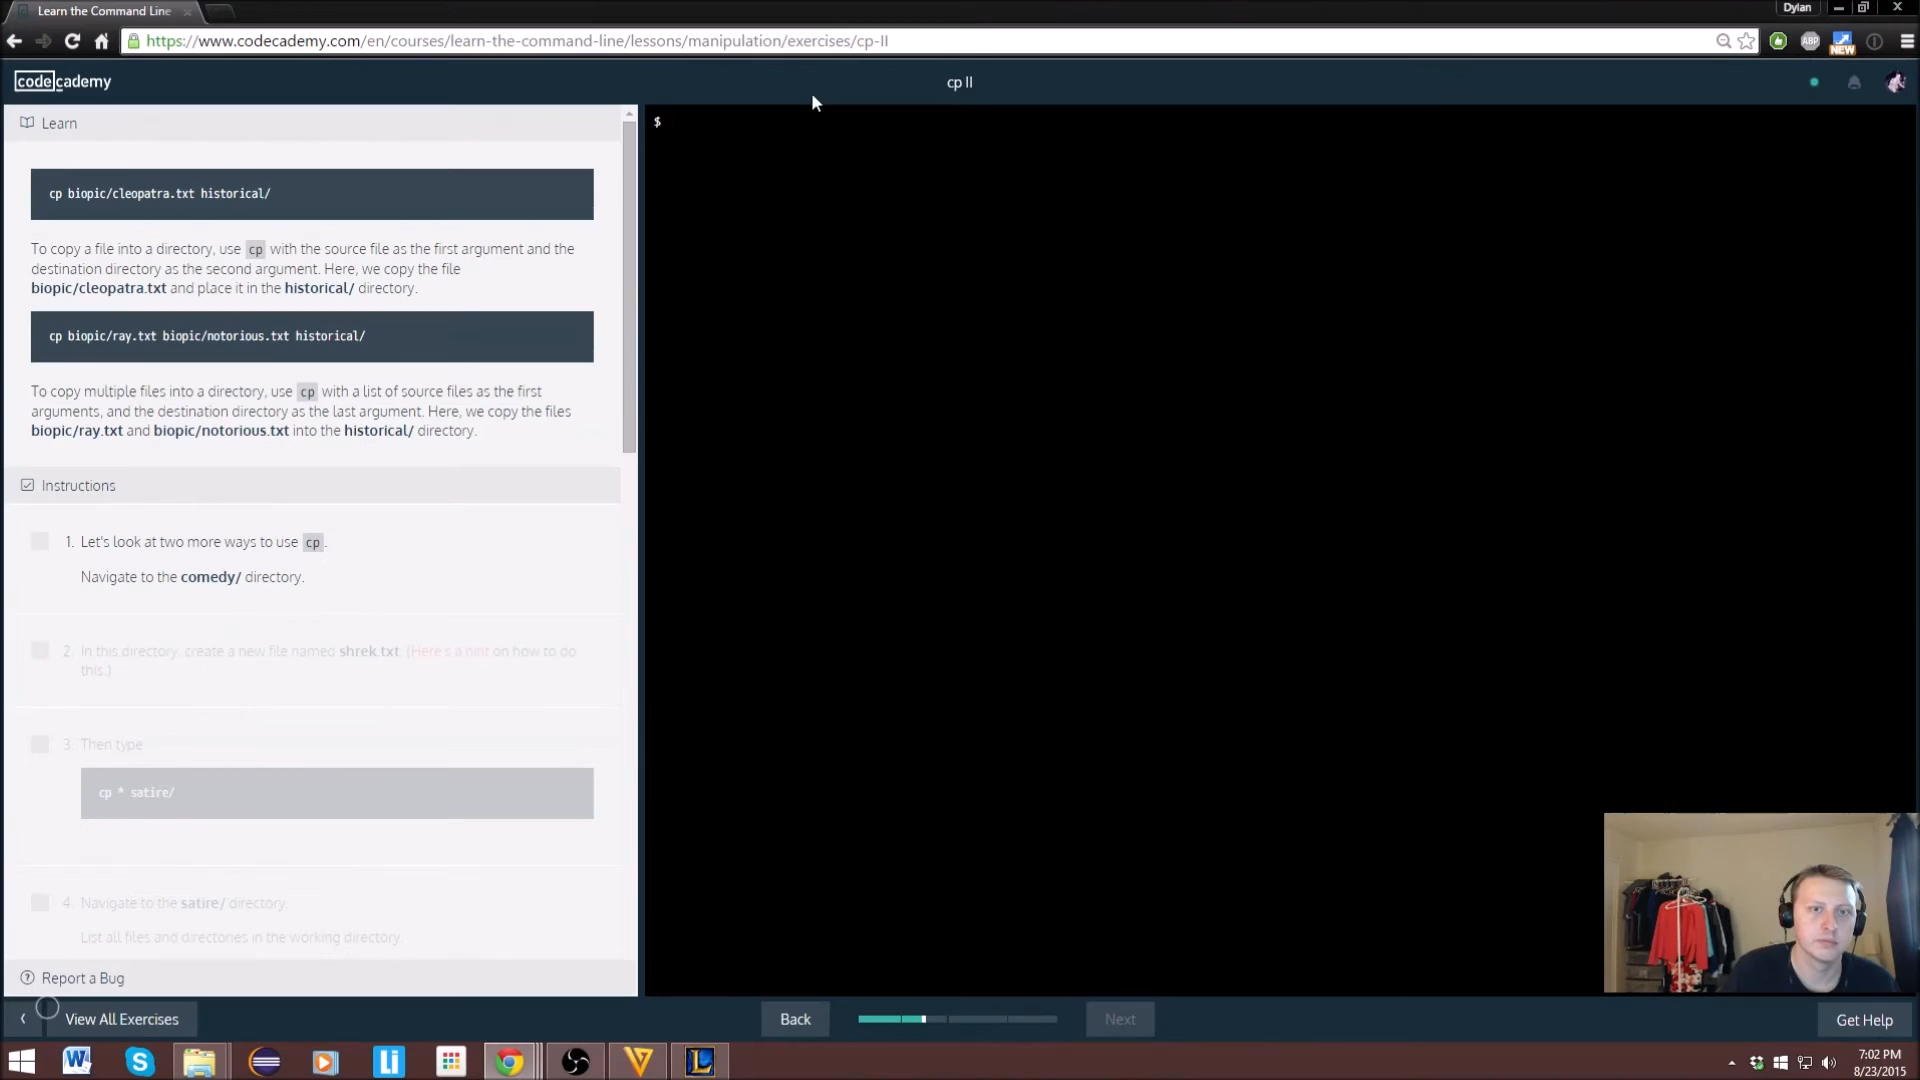 Learn the Command Line
Dylan
https://www.codecademy.com/en/courses/learn-the-command-line/lessons/manipulation/exercises/cp-II
ABP
NEW
codecademy
cp II
Learn
$
cp biopic/cleopatra.txt historical/
To copy a file into a directory, use cp with the source file as the first argument and the
destination directory as the second argument. Here, we copy the file
biopic/cleopatra.txt and place it in the historical/ directory.
cp biopic/ray.txt biopic/notorious.txt historical/
To copy multiple files into a directory, use cp with a list of source files as the first
arguments, and the destination directory as the last argument. Here, we copy the files
biopic/ray.txt and biopic/notorious.txt into the historical/ directory.
Instructions
1. Let's look at two more ways to use cp.
Navigate to the comedy/ directory.
2. In this directory, create a new file named shrek.txt. (Here's a hint on how to do
this.)
3. Then type
cp * satire/
4. Navigate to the satire/ directory.
List all files and directories in the working directory.
Report a Bug
View All Exercises
Back
Next
Get Help
7:02 PM
8/23/2015